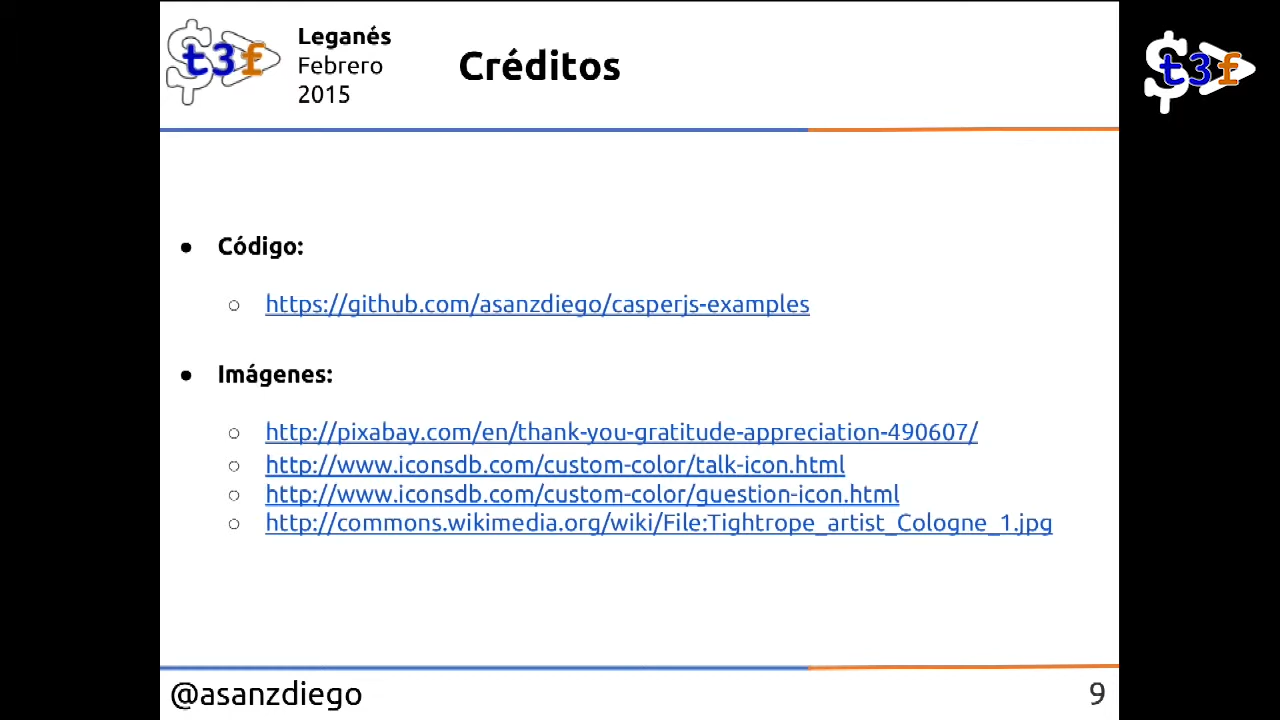 $t3f
Leganés
Febrero
2015
Créditos
$t3f
● Código:
○ https://github.com/asanzdiego/casperjs-examples
● Imágenes:
○ http://pixabay.com/en/thank-you-gratitude-appreciation-490607/
○ http://www.iconsdb.com/custom-color/talk-icon.html
○ http://www.iconsdb.com/custom-color/question-icon.html
○ http://commons.wikimedia.org/wiki/File:Tightrope_artist_Cologne_1.jpg
@asanzdiego
9